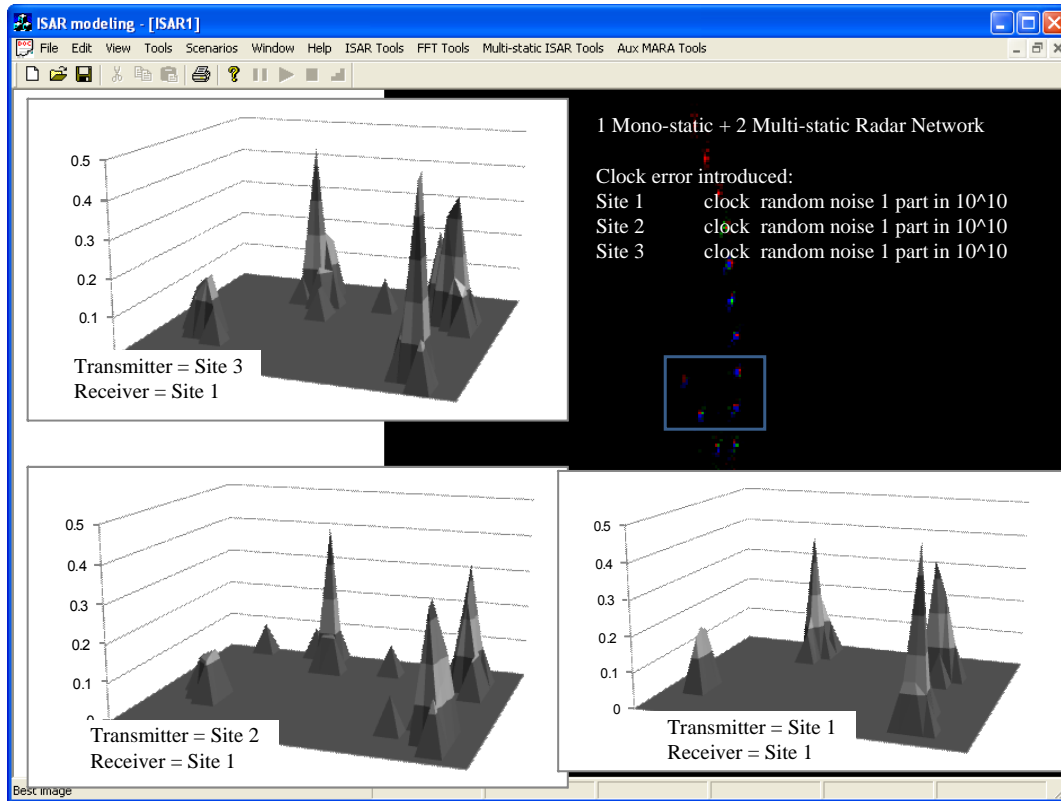 ISAR modeling - [ISAR1]
File Edit View Tools Scenarios Window Help ISAR Tools FFT Tools Multi-static ISAR Tools Aux MARA Tools
0.5
0.4
0.3
0.2
0.1
Transmitter = Site 3
Receiver = Site 1
1 Mono-static + 2 Multi-static Radar Network
Clock error introduced:
Site 1 clock random noise 1 part in 10^10
Site 2 clock random noise 1 part in 10^10
Site 3 clock random noise 1 part in 10^10
0.5
0.4
0.3
0.2
0.1
Transmitter = Site 2
Receiver = Site 1
0.5
0.4
0.3
0.2
0.1
0
Transmitter = Site 1
Receiver = Site 1
Best image